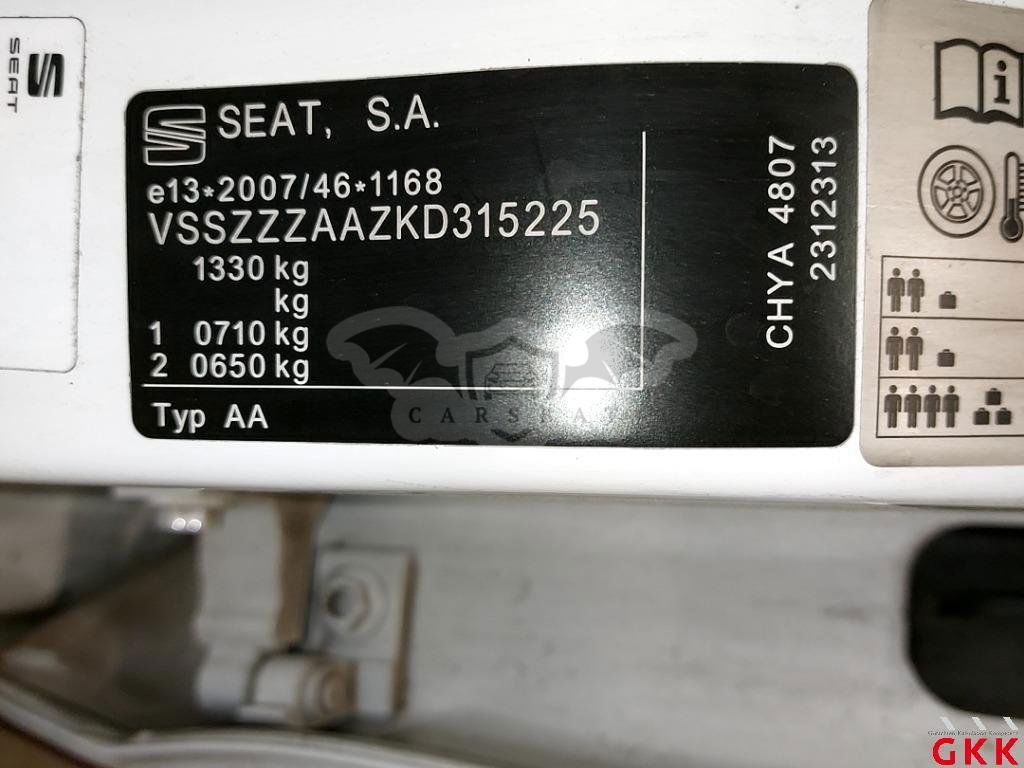 SEAT
SEAT, S.A.
e13*2007/46*1168
VSSZZZAAZKD315225
1330 kg
kg
1 0710 kg
2 0650 kg
Typ AA
CHYA 4807
2312313
i
CARSBA
GKK